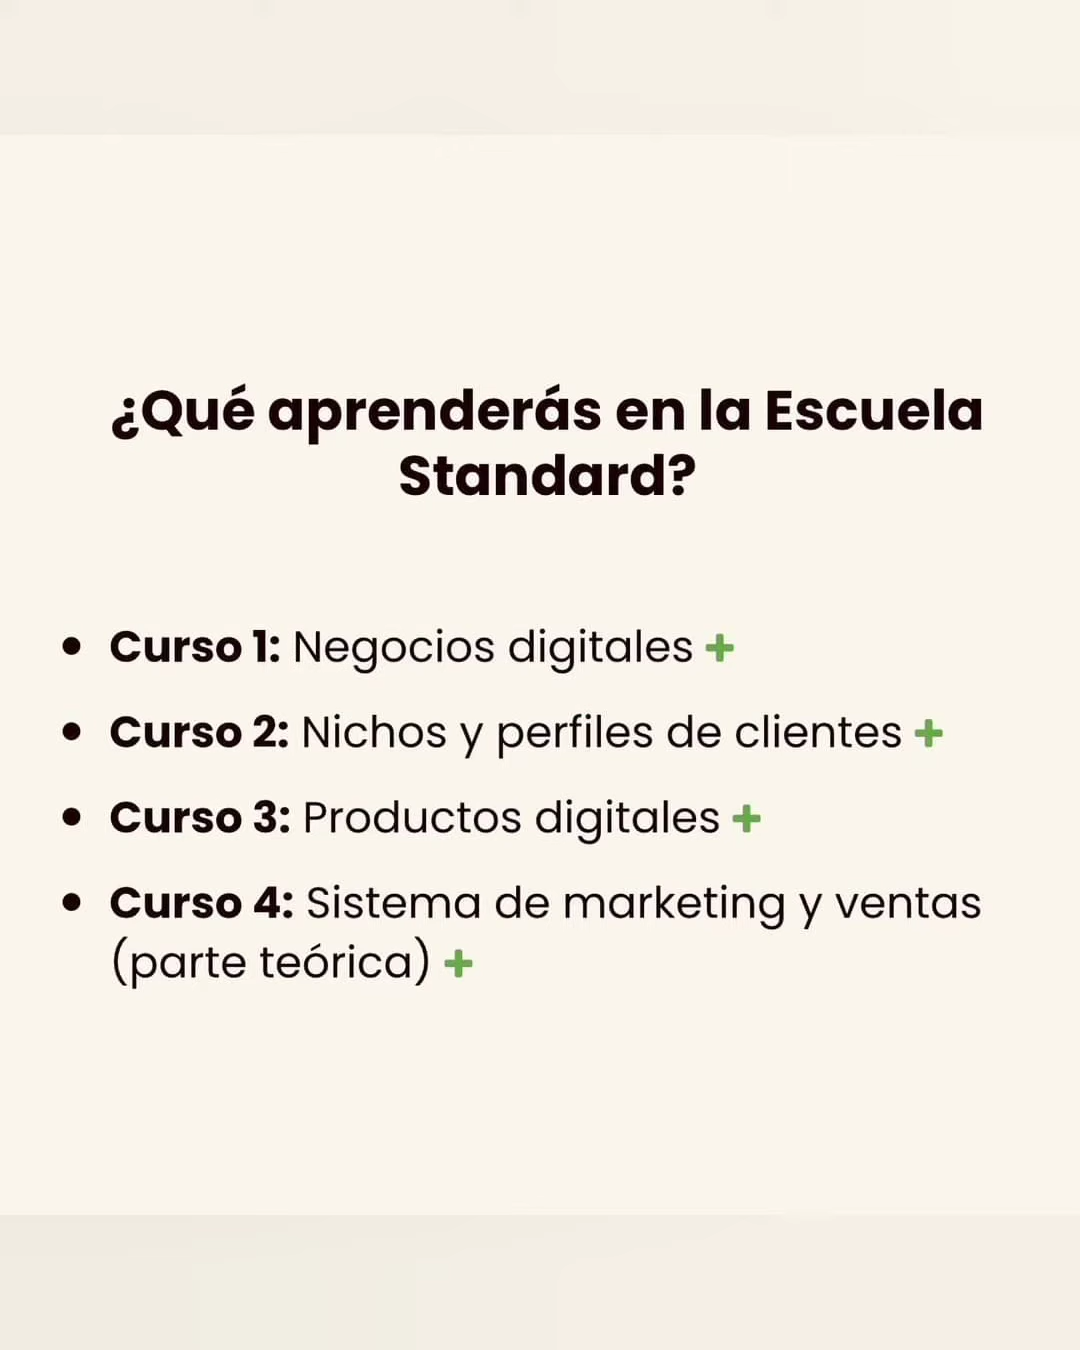 ¿Qué aprenderás en la Escuela
Standard?
• Curso 1: Negocios digitales +
• Curso 2: Nichos y perfiles de clientes +
• Curso 3: Productos digitales +
• Curso 4: Sistema de marketing y ventas
(parte teórica) +